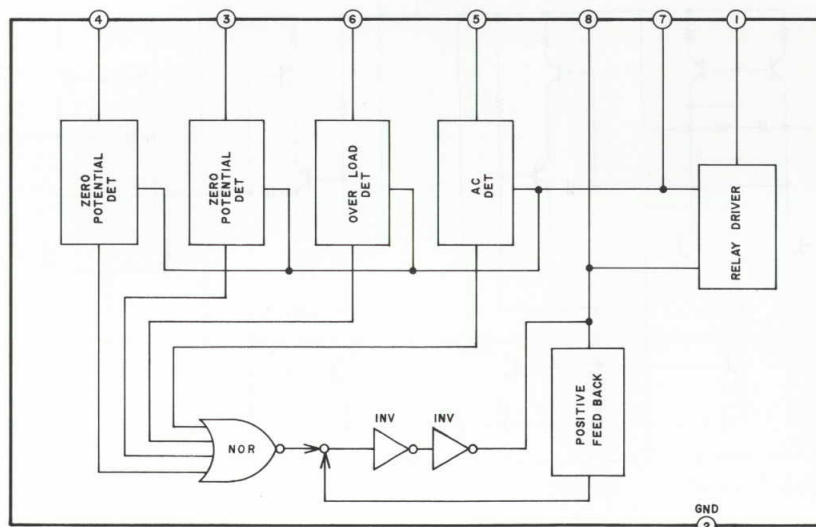 4 3 6 5 8 7 1
ZERO
POTENTIAL
DET
ZERO
POTENTIAL
DET
OVER LOAD
DET
AC
DET
RELAY DRIVER
POSITIVE
FEED BACK
INV INV
NOR
GND
2